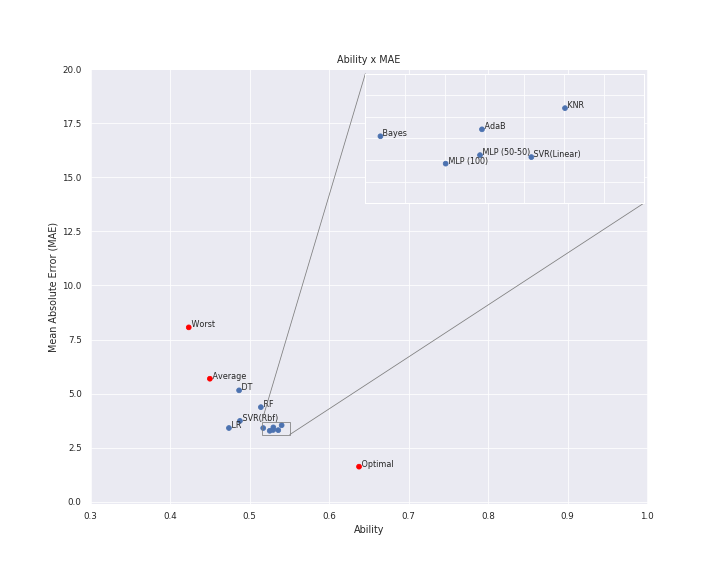 Ability x MAE
20.0
17.5
15.0
12.5
10.0
7.5
5.0
2.5
0.0
Mean Absolute Error (MAE)
KNR
AdaB
Bayes
MLP (50-50)
SVR(Linear)
MLP (100)
Worst
Average
DT
RF
SVR(Rbf)
LR
Optimal
0.3 0.4 0.5 0.6 0.7 0.8 0.9 1.0
Ability